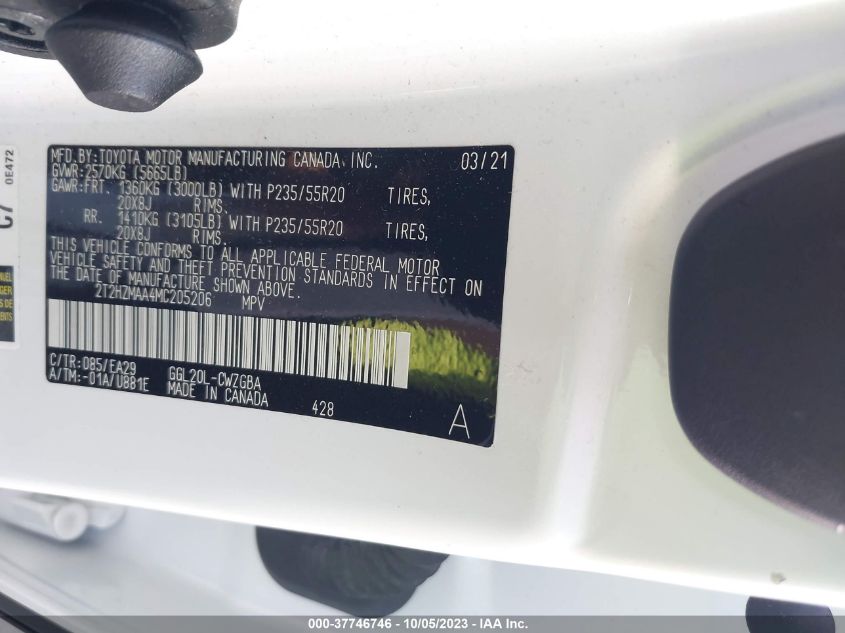 MFD.BY:TOYOTA MOTOR MANUFACTURING CANADA INC. 03/21
GVWR:2570KG (5665LB)
GAWR:FRT. 1360KG (3000LB) WITH P235/55R20 TIRES,
20X8J RIMS.
RR. 1410KG (3105LB) WITH P235/55R20 TIRES,
20X8J RIMS.
THIS VEHICLE CONFORMS TO ALL APPLICABLE FEDERAL MOTOR
VEHICLE SAFETY AND THEFT PREVENTION STANDARDS IN EFFECT ON
THE DATE OF MANUFACTURE SHOWN ABOVE.
2T2HZMAA4MC205206 MPV
C/TR:085/EA29 GGL20L-CWZGBA
A/TM:-01A/U881E MADE IN CANADA
428
A
C7 0E472
000-37746746 / 10/05/2023 - IAA Inc.